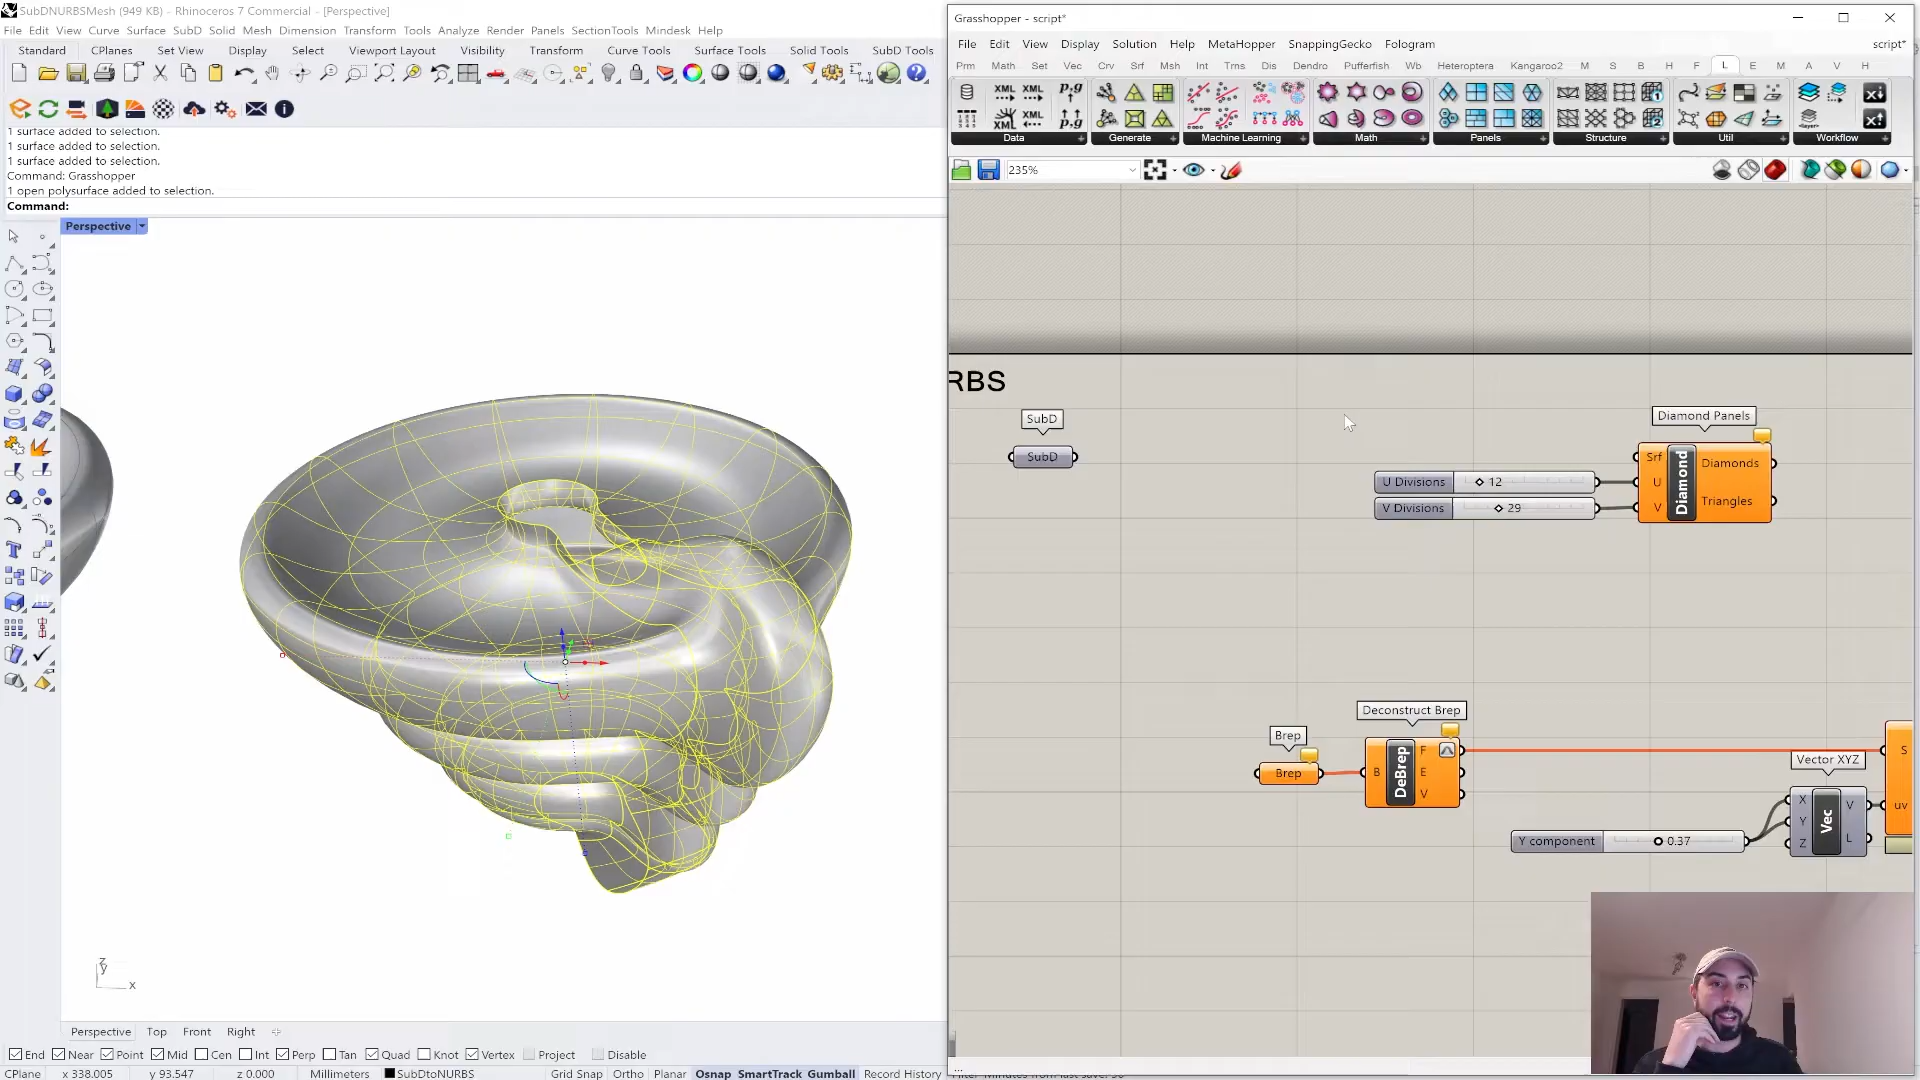 SubDNURBSMesh (949 KB) - Rhinoceros 7 Commercial - [Perspective]
File Edit View Curve Surface SubD Solid Mesh Dimension Transform Tools Analyze Render Panels SectionTools Mindesk Help
Standard CPlanes Set View Display Select Viewport Layout Visibility Transform Curve Tools Surface Tools Solid Tools SubD Tools
1 surface added to selection.
1 surface added to selection.
1 surface added to selection.
Command: Grasshopper
1 open polysurface added to selection.
Command:
Perspective
z
y
x
Perspective Top Front Right
End Near Point Mid Cen Int Perp Tan Quad Knot Vertex Project Disable
CPlane x 338.005 y 93.547 z 0.000 Millimeters SubDtoNURBS Grid Snap Ortho Planar Osnap SmartTrack Gumball Record History
Grasshopper - script*
File Edit View Display Solution Help MetaHopper SnappingGecko Fologram script*
Prm Math Set Vec Crv Srf Msh Int Trns Dis Dendro Pufferfish Wb Heteroptera Kangaroo2 M S B H F L E M A V H
XML XML p,g
XML XML p,g
Data Generate Machine Learning Math Panels Structure Util Workflow
235%
RBS
SubD
SubD
Diamond Panels
Srf U V Diamond Diamonds Triangles
U Divisions 12
V Divisions 29
Deconstruct Brep
Brep
Brep
B DeBrep F E V
Vector XYZ
X Y Z Vec V L
S
uv
Y component 0.37